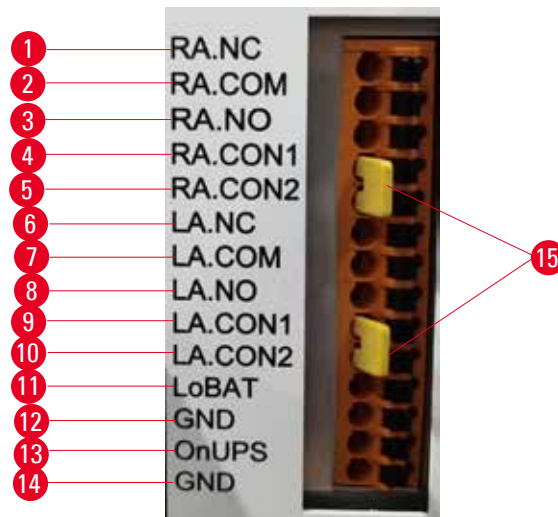 1 RA.NC
2 RA.COM
3 RA.NO
4 RA.CON1
5 RA.CON2
6 LA.NC
7 LA.COM
8 LA.NO
9 LA.CON1
10 LA.CON2
11 LoBAT
12 GND
13 OnUPS
14 GND
15